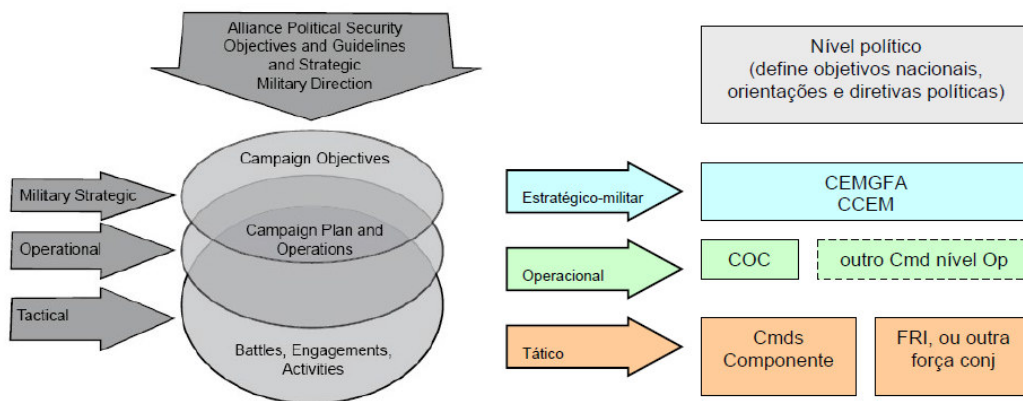 Alliance Political Security
Objectives and Guidelines
and Strategic
Military Direction
Campaign Objectives
Military Strategic
Campaign Plan and
Operations
Operational
Tactical
Battles, Engagements,
Activities
Nível político
(define objetivos nacionais,
orientações e diretivas políticas)
Estratégico-militar
CEMGFA
CCEM
Operacional
COC
outro Cmd nível Op
Tático
Cmds
Componente
FRI, ou outra
força conj